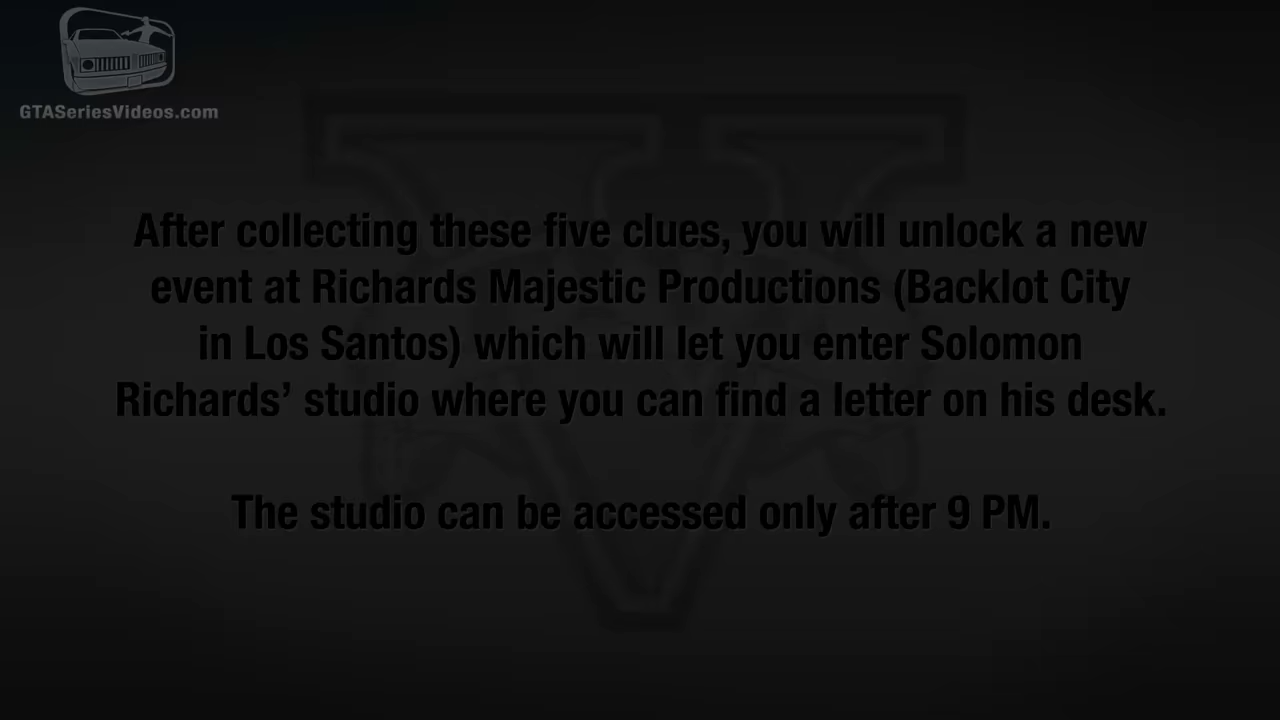 GTASeriesVideos.com
After collecting these five clues, you will unlock a new
event at Richards Majestic Productions (Backlot City
in Los Santos) which will let you enter Solomon
Richards’ studio where you can find a letter on his desk.
The studio can be accessed only after 9 PM.